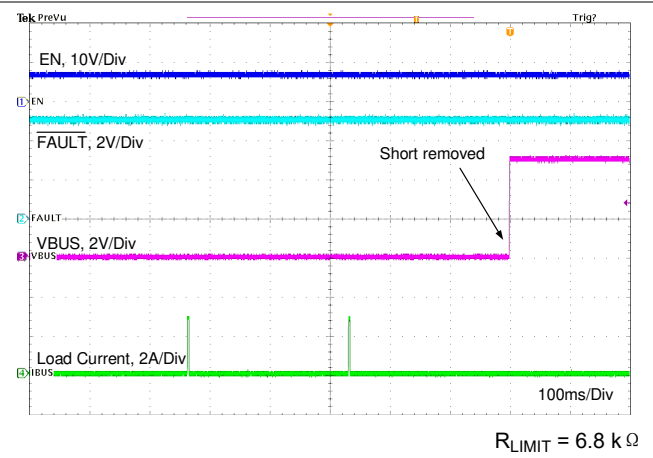 Tek PreVu
Trig?
T
T
EN, 10V/Div
1 EN
FAULT, 2V/Div
Short removed
2 FAULT
VBUS, 2V/Div
3 VBUS
Load Current, 2A/Div
4 IBUS
100ms/Div
RLIMIT = 6.8 k Ω